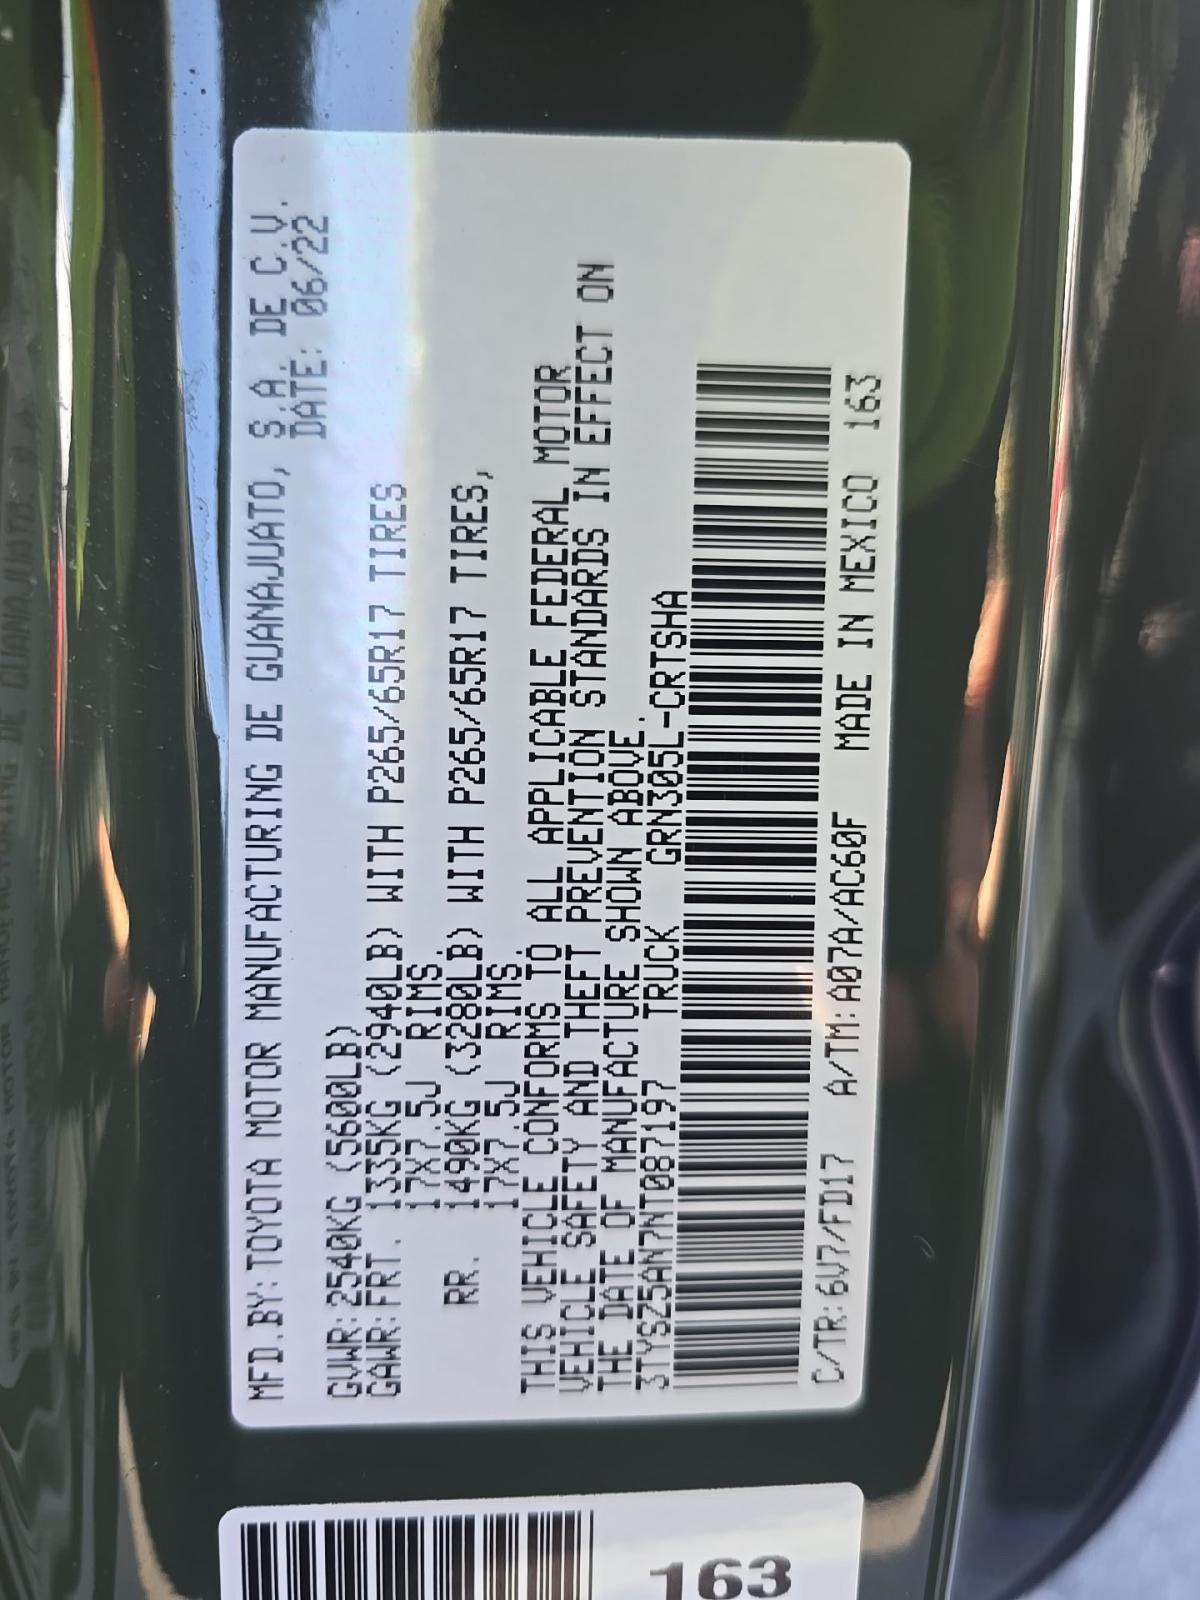 MFD.BY:TOYOTA MOTOR MANUFACTURING DE GUANAJUATO, S.A. DE C.V.
DATE: 06/22
GVWR:2540KG (5600LB)
GAWR:FRT. 1335KG (2940LB) WITH P265/65R17 TIRES
17X7.5J RIMS.
RR. 1490KG (3280LB) WITH P265/65R17 TIRES,
17X7.5J RIMS.
THIS VEHICLE CONFORMS TO ALL APPLICABLE FEDERAL MOTOR
VEHICLE SAFETY AND THEFT PREVENTION STANDARDS IN EFFECT ON
THE DATE OF MANUFACTURE SHOWN ABOVE.
3TYSZ5AN7NT087197 TRUCK GRN305L-CRTSHA
C/TR:6V7/FD17 A/TM:A07A/AC60F MADE IN MEXICO 163
163